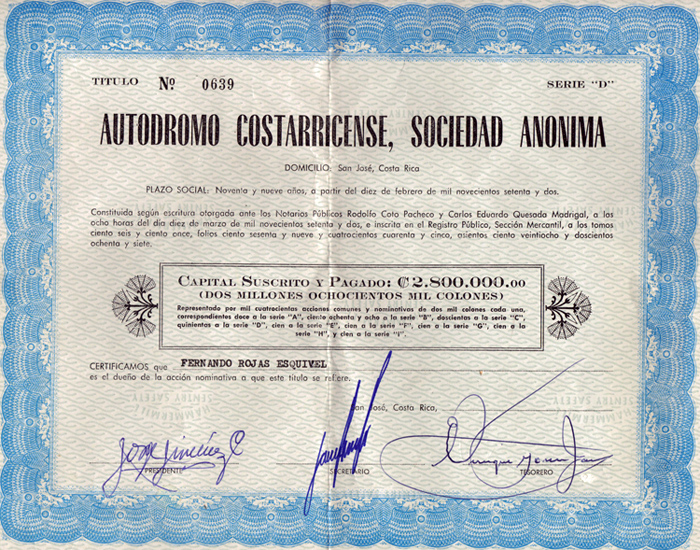 TITULO Nº 0639 SERIE "D"
AUTODROMO COSTARRICENSE, SOCIEDAD ANONIMA
DOMICILIO: San José, Costa Rica
PLAZO SOCIAL: Noventa y nueve años, a partir del diez de febrero de mil novecientos setenta y dos.
Constituída según escritura otorgada ante los Notarios Públicos Rodolfo Coto Pacheco y Carlos Eduardo Quesada Madrigal, a las
ocho horas del día diez de marzo de mil novecientos setenta y dos, e inscrita en el Registro Público, Sección Mercantil, a los tomos
ciento seis y ciento once, folios ciento sesenta y nueve y cuatrocientos cuarenta y cinco, asientos ciento veintiocho y doscientos
ochenta y siete.
CAPITAL SUSCRITO Y PAGADO: ₡2.800.000.00
(DOS MILLONES OCHOCIENTOS MIL COLONES)
Representado por mil cuatrocientas acciones comunes y nominativas de dos mil colones cada una,
correspondientes doce a la serie "A", ciento ochenta y ocho a la serie "B", doscientos a la serie "C",
quinientos a la serie "D", cien a la serie "E", cien a la serie "F", cien a la serie "G", cien a la
serie "H", y cien a la serie "I".
CERTIFICAMOS que FERNANDO ROJAS ESQUIVEL
es el dueño de la acción nominativa a que este título se refiere.
San José, Costa Rica,
Jorge Jiménez C
PRESIDENTE SECRETARIO TESORERO